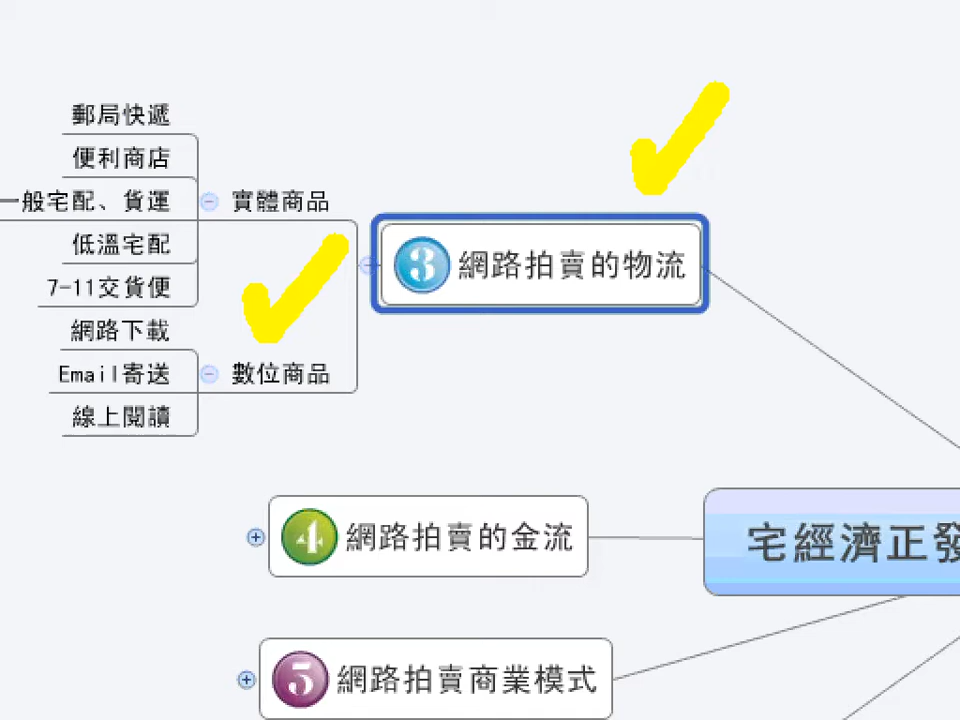 郵局快遞
便利商店
一般宅配、貨運
低溫宅配
7-11交貨便
實體商品
網路下載
Email寄送
線上閱讀
數位商品
3 網路拍賣的物流
4 網路拍賣的金流
5 網路拍賣商業模式
宅經濟正發